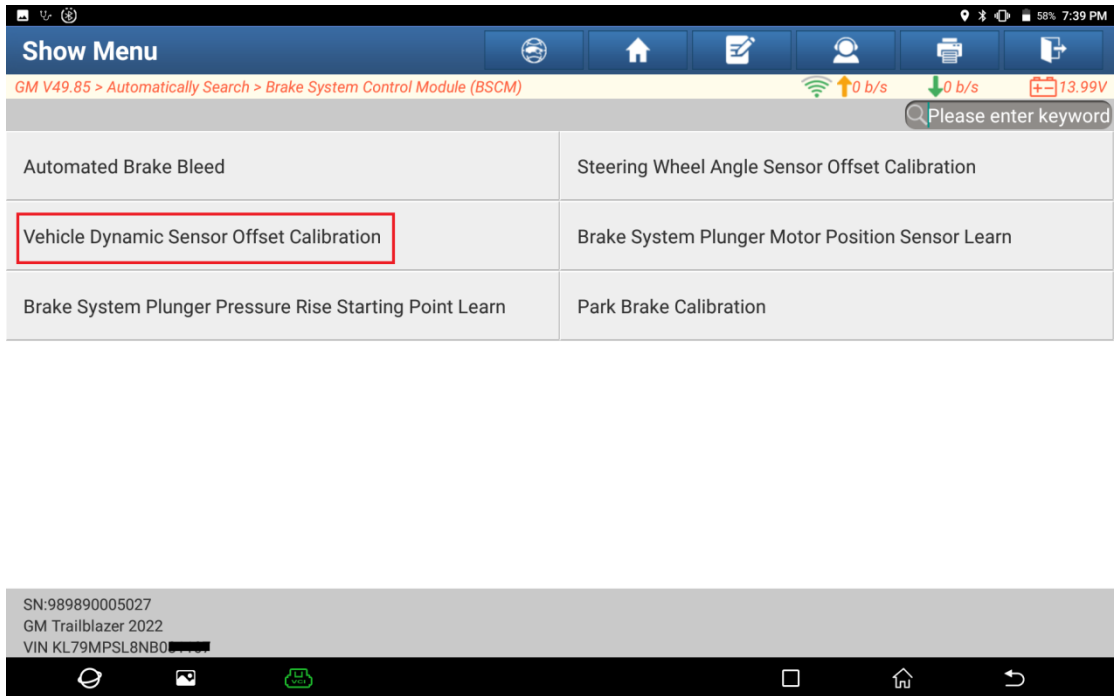 58% 7:39 PM
Show Menu
GM V49.85 > Automatically Search > Brake System Control Module (BSCM)
0 b/s
0 b/s
13.99V
Please enter keyword
Automated Brake Bleed
Steering Wheel Angle Sensor Offset Calibration
Vehicle Dynamic Sensor Offset Calibration
Brake System Plunger Motor Position Sensor Learn
Brake System Plunger Pressure Rise Starting Point Learn
Park Brake Calibration
SN:989890005027
GM Trailblazer 2022
VIN KL79MPSL8NB0
VCI